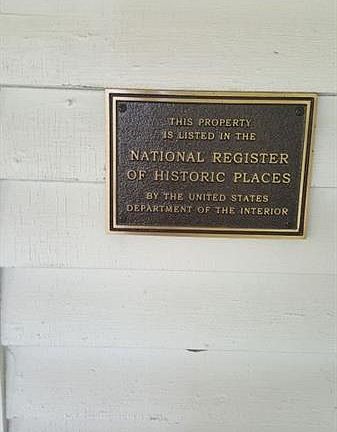 THIS PROPERTY
IS LISTED IN THE
NATIONAL REGISTER
OF HISTORIC PLACES
BY THE UNITED STATES
DEPARTMENT OF THE INTERIOR